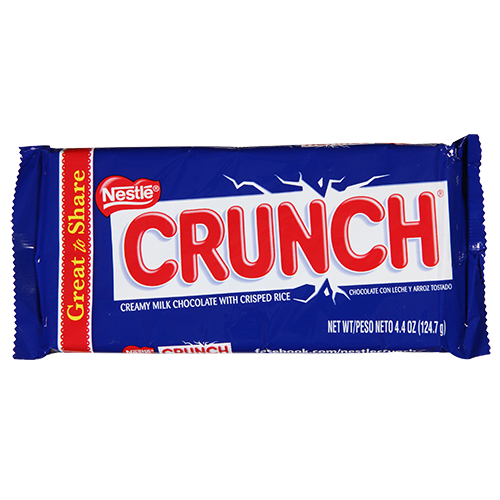 Great to Share
Nestlé®
CRUNCH®
CREAMY MILK CHOCOLATE WITH CRISPED RICE
CHOCOLATE CON LECHE Y ARROZ TOSTADO
NET WT/PESO NETO 4.4 OZ (124.7 g)
Nestlé CRUNCH